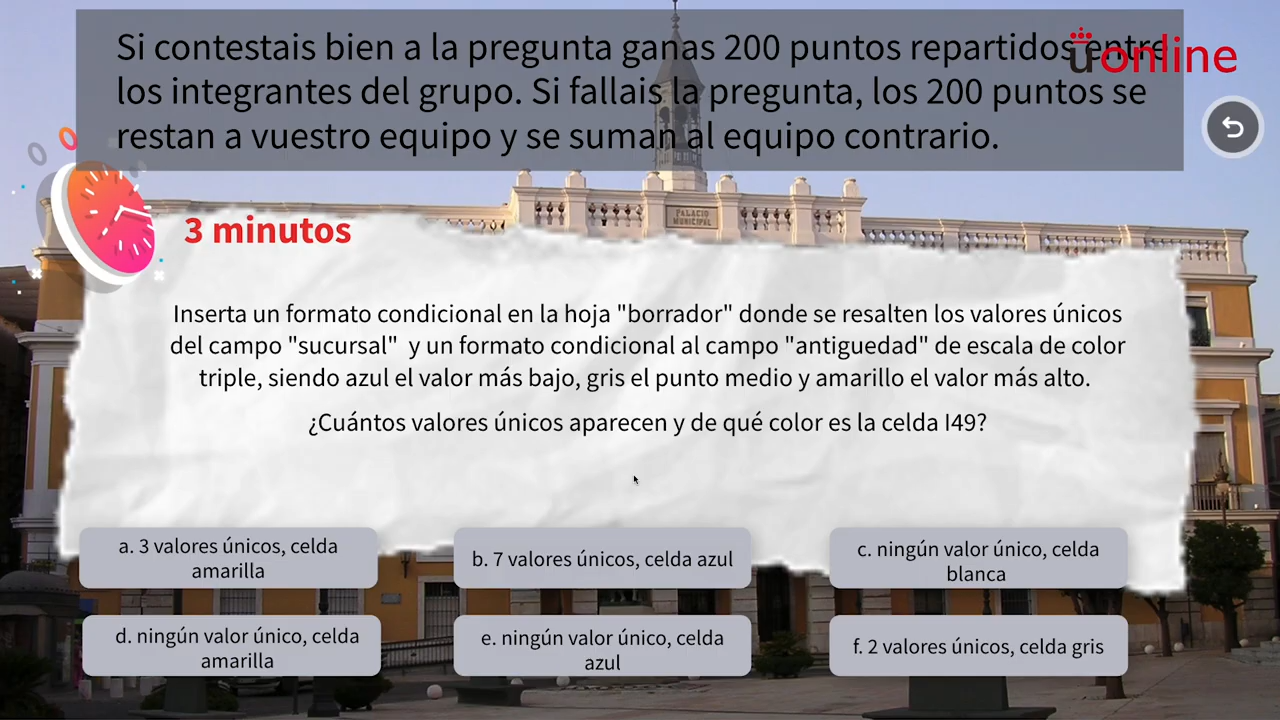 Si contestais bien a la pregunta ganas 200 puntos repartidos entre
los integrantes del grupo. Si fallais la pregunta, los 200 puntos se
restan a vuestro equipo y se suman al equipo contrario.
üonline
PALACIO
MUNICIPAL
3 minutos
Inserta un formato condicional en la hoja "borrador" donde se resalten los valores únicos
del campo "sucursal" y un formato condicional al campo "antiguedad" de escala de color
triple, siendo azul el valor más bajo, gris el punto medio y amarillo el valor más alto.
¿Cuántos valores únicos aparecen y de qué color es la celda I49?
a. 3 valores únicos, celda
amarilla
b. 7 valores únicos, celda azul
c. ningún valor único, celda
blanca
d. ningún valor único, celda
amarilla
e. ningún valor único, celda
azul
f. 2 valores únicos, celda gris